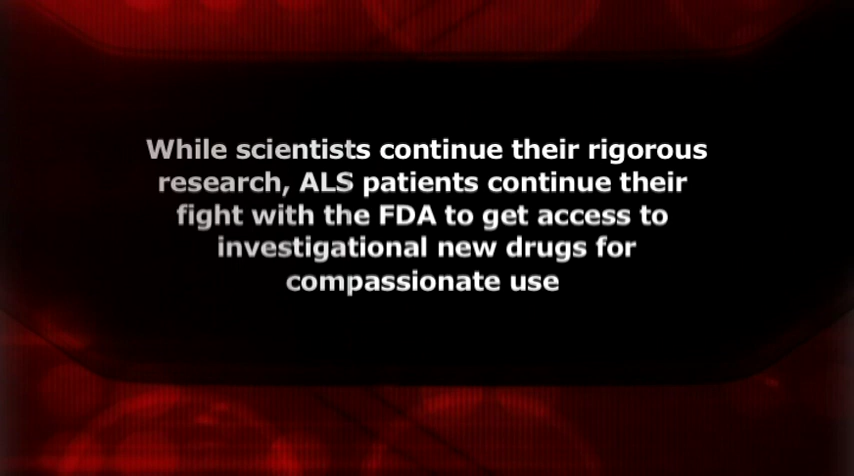 While scientists continue their rigorous
research, ALS patients continue their
fight with the FDA to get access to
investigational new drugs for
compassionate use